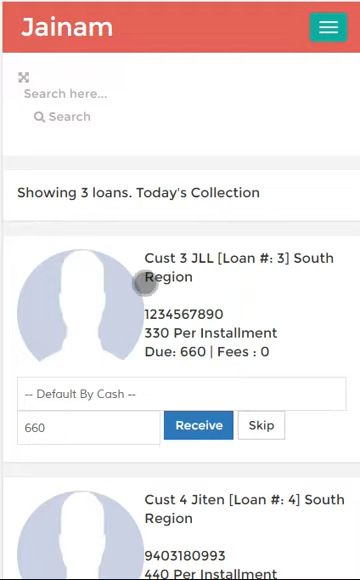 Jainam
Search here...
Search
Showing 3 loans. Today's Collection
Cust 3 JLL [Loan #: 3] South
Region
1234567890
330 Per Installment
Due: 660 | Fees : 0
-- Default By Cash --
660
Receive
Skip
Cust 4 Jiten [Loan #: 4] South
Region
9403180993
440 Per Installment